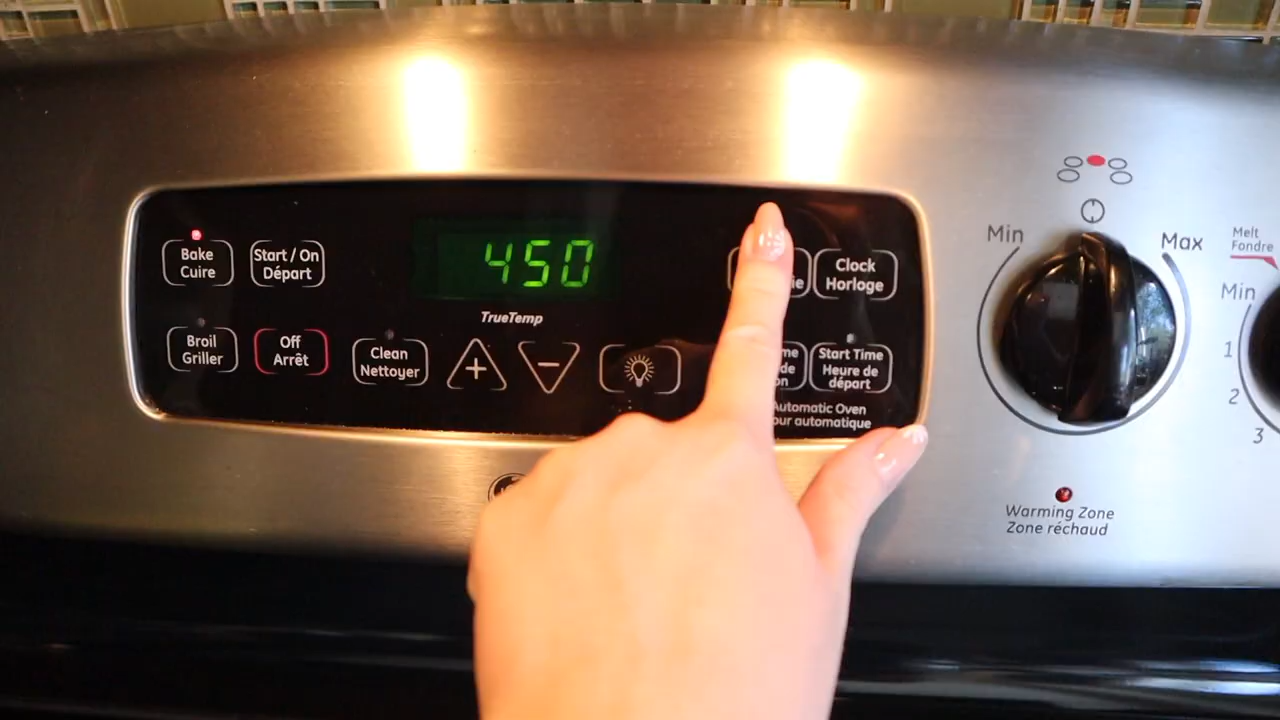 Bake
Cuire
Start / On
Départ
450
TrueTemp
Clock
Horloge
Broil
Griller
Off
Arrêt
Clean
Nettoyer
+
−
Start Time
Heure de
départ
Automatic Oven
Min
Max
Melt
Fondre
Min
1
2
3
Warming Zone
Zone réchaud